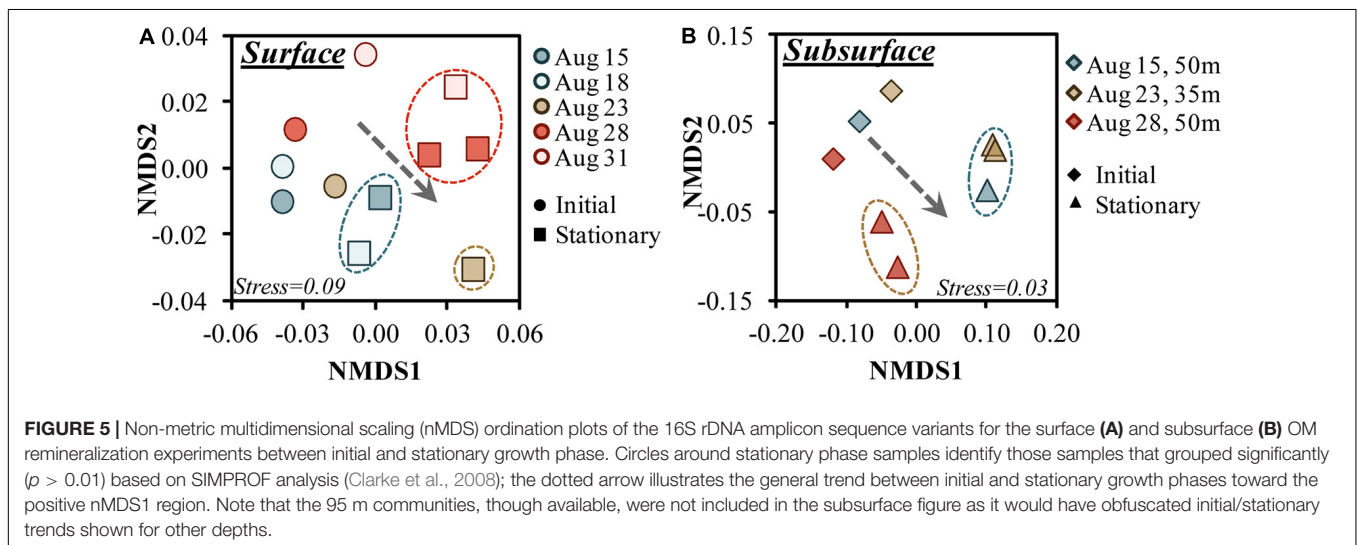 A
Surface
0.04
0.02
0.00
-0.02
-0.04
NMDS2
Stress=0.09
-0.06 -0.03 0.00 0.03 0.06
NMDS1
Aug 15
Aug 18
Aug 23
Aug 28
Aug 31
Initial
Stationary
B
Subsurface
0.15
0.05
-0.05
-0.15
NMDS2
Stress=0.03
-0.20 -0.10 0.00 0.10 0.20
NMDS1
Aug 15, 50m
Aug 23, 35m
Aug 28, 50m
Initial
Stationary
FIGURE 5 | Non-metric multidimensional scaling (nMDS) ordination plots of the 16S rDNA amplicon sequence variants for the surface (A) and subsurface (B) OM
remineralization experiments between initial and stationary growth phase. Circles around stationary phase samples identify those samples that grouped significantly
(p > 0.01) based on SIMPROF analysis (Clarke et al., 2008); the dotted arrow illustrates the general trend between initial and stationary growth phases toward the
positive nMDS1 region. Note that the 95 m communities, though available, were not included in the subsurface figure as it would have obfuscated initial/stationary
trends shown for other depths.